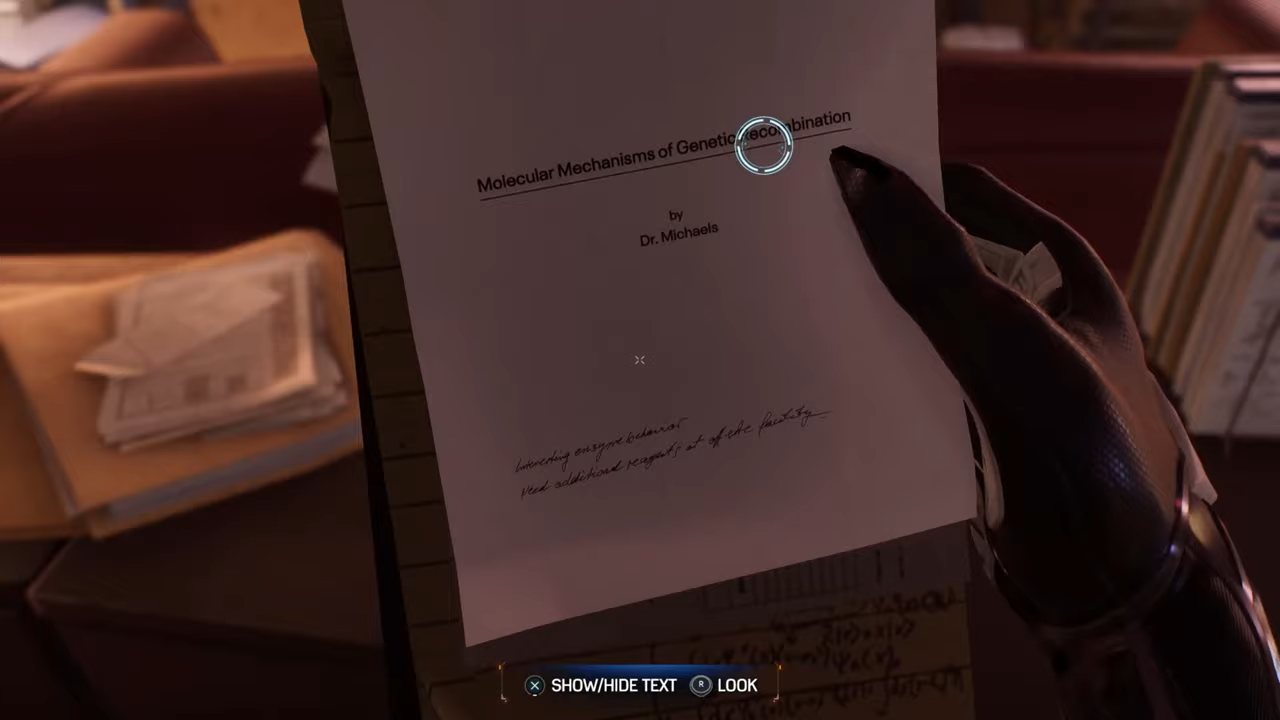 Molecular Mechanisms of Genetic Recombination
by
Dr. Michaels
Interesting enzyme behavior
Need additional reagents at off-site facility
SHOW/HIDE TEXT R LOOK